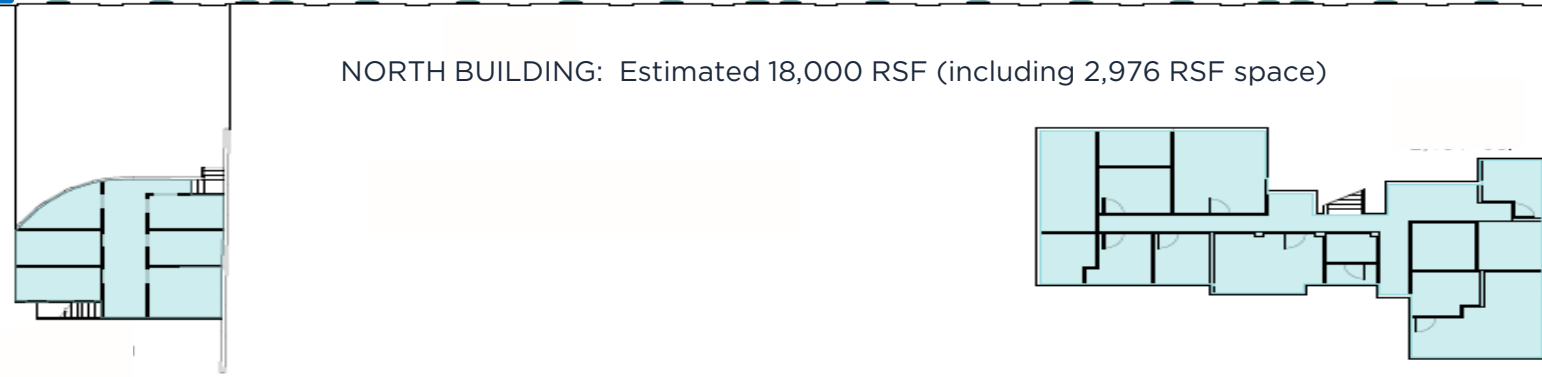 NORTH BUILDING:  Estimated 18,000 RSF (including 2,976 RSF space)